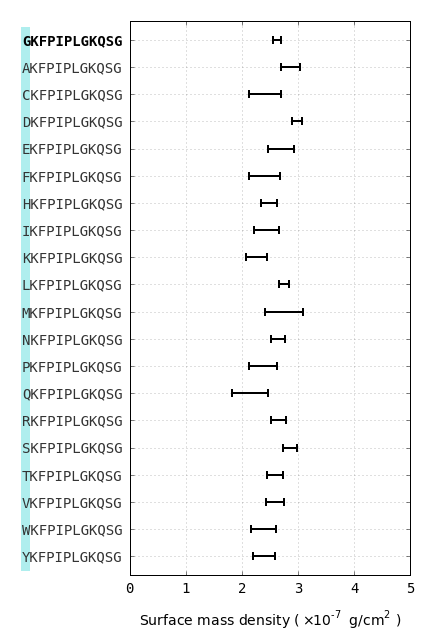 GKFPIPLGKQSG
AKFPIPLGKQSG
CKFPIPLGKQSG
DKFPIPLGKQSG
EKFPIPLGKQSG
FKFPIPLGKQSG
HKFPIPLGKQSG
IKFPIPLGKQSG
KKFPIPLGKQSG
LKFPIPLGKQSG
MKFPIPLGKQSG
NKFPIPLGKQSG
PKFPIPLGKQSG
QKFPIPLGKQSG
RKFPIPLGKQSG
SKFPIPLGKQSG
TKFPIPLGKQSG
VKFPIPLGKQSG
WKFPIPLGKQSG
YKFPIPLGKQSG
0 1 2 3 4 5
Surface mass density ( ×10⁻⁷ g/cm² )